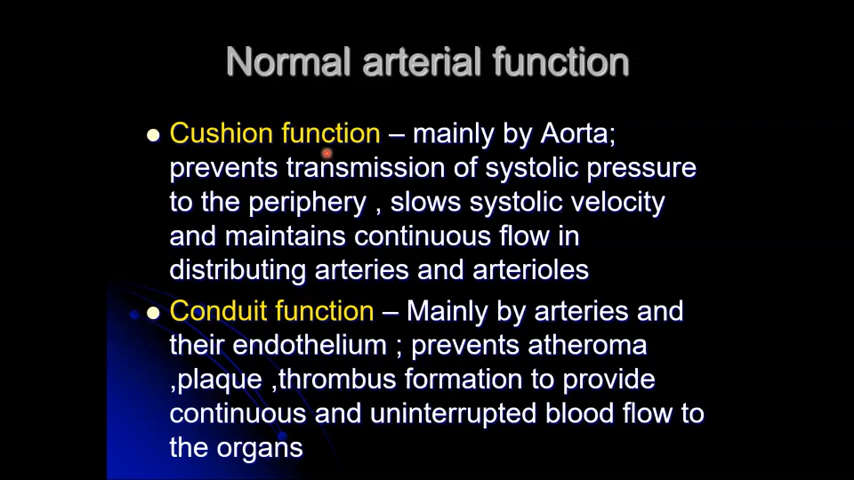 Normal arterial function
Cushion function – mainly by Aorta;
prevents transmission of systolic pressure
to the periphery , slows systolic velocity
and maintains continuous flow in
distributing arteries and arterioles
Conduit function – Mainly by arteries and
their endothelium ; prevents atheroma
,plaque ,thrombus formation to provide
continuous and uninterrupted blood flow to
the organs